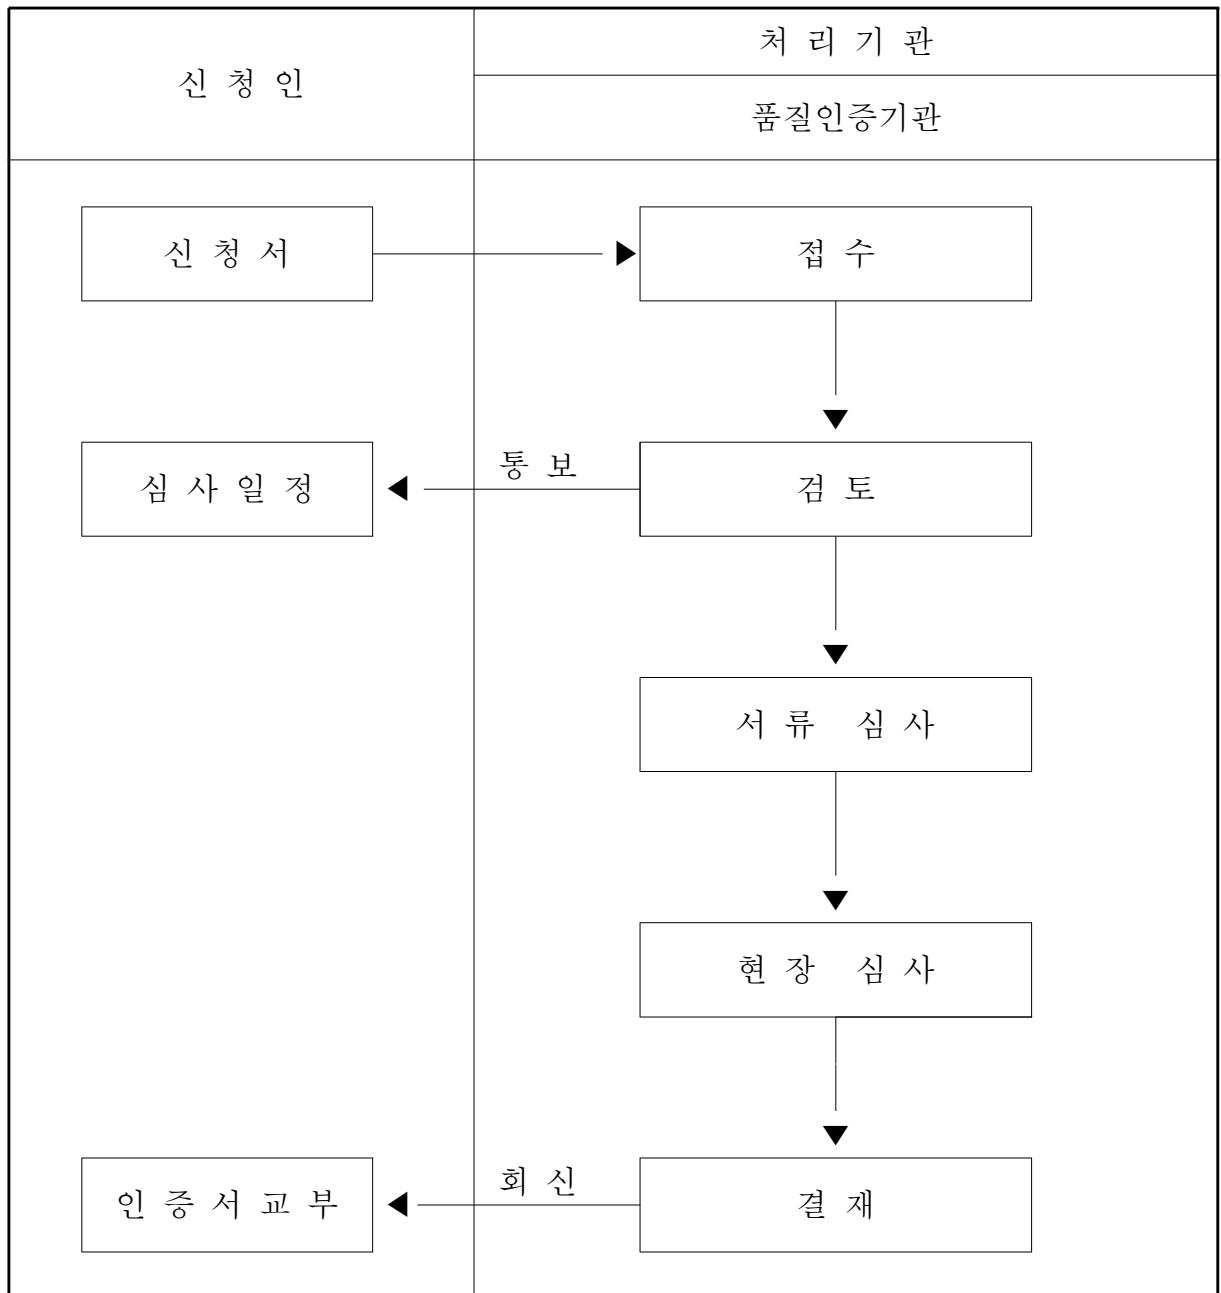 신 청 인
처 리 기 관
품질인증기관
신 청 서
접 수
심 사 일 정
통 보
검 토
서 류 심 사
현 장 심 사
인 증 서 교 부
회 신
결 재